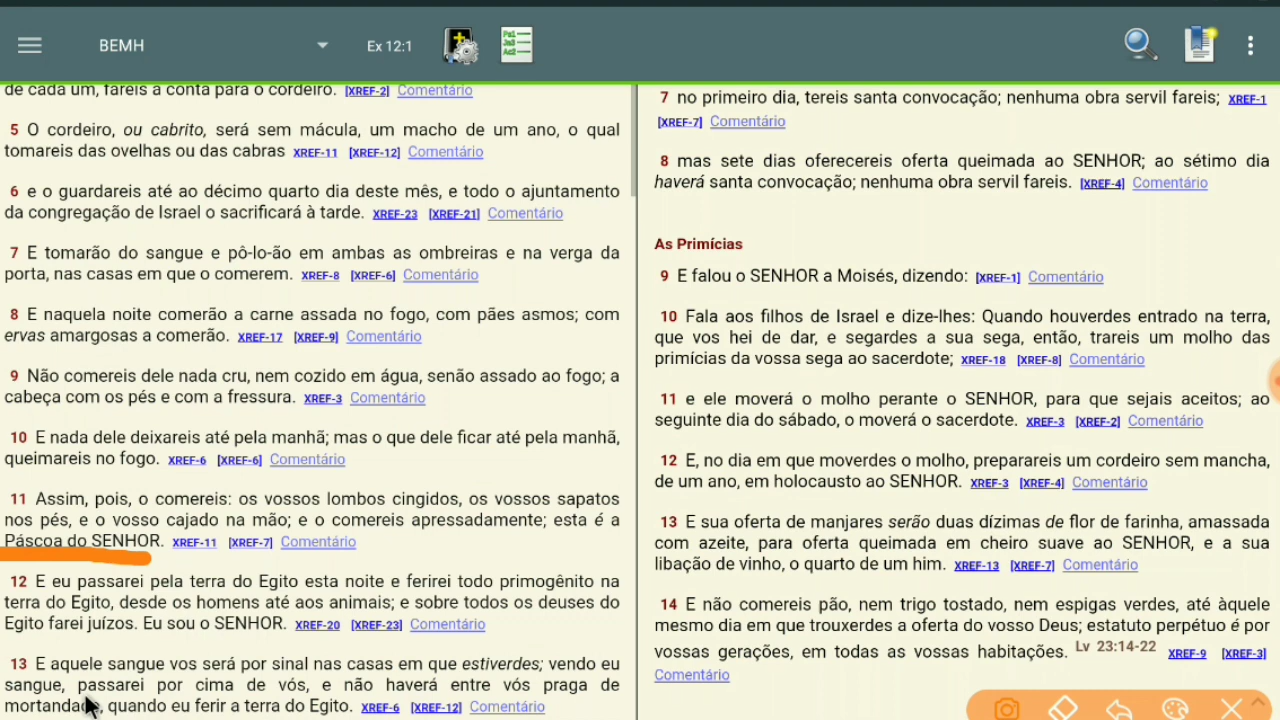 BEMH Ex 12:1
de cada um, fareis a conta para o cordeiro. [XREF-2] Comentário
5 O cordeiro, ou cabrito, será sem mácula, um macho de um ano, o qual
tomareis das ovelhas ou das cabras XREF-11 [XREF-12] Comentário
6 e o guardareis até ao décimo quarto dia deste mês, e todo o ajuntamento
da congregação de Israel o sacrificará à tarde. XREF-23 [XREF-21] Comentário
7 E tomarão do sangue e pô-lo-ão em ambas as ombreiras e na verga da
porta, nas casas em que o comerem. XREF-8 [XREF-6] Comentário
8 E naquela noite comerão a carne assada no fogo, com pães asmos; com
ervas amargosas a comerão. XREF-17 [XREF-9] Comentário
9 Não comereis dele nada cru, nem cozido em água, senão assado ao fogo; a
cabeça com os pés e com a fressura. XREF-3 Comentário
10 E nada dele deixareis até pela manhã; mas o que dele ficar até pela manhã,
queimareis no fogo. XREF-6 [XREF-6] Comentário
11 Assim, pois, o comereis: os vossos lombos cingidos, os vossos sapatos
nos pés, e o vosso cajado na mão; e o comereis apressadamente; esta é a
Páscoa do SENHOR. XREF-11 [XREF-7] Comentário
12 E eu passarei pela terra do Egito esta noite e ferirei todo primogênito na
terra do Egito, desde os homens até aos animais; e sobre todos os deuses do
Egito farei juízos. Eu sou o SENHOR. XREF-20 [XREF-23] Comentário
13 E aquele sangue vos será por sinal nas casas em que estiverdes; vendo eu
sangue, passarei por cima de vós, e não haverá entre vós praga de
mortandade, quando eu ferir a terra do Egito. XREF-6 [XREF-12] Comentário
7 no primeiro dia, tereis santa convocação; nenhuma obra servil fareis; XREF-1
[XREF-7] Comentário
8 mas sete dias oferecereis oferta queimada ao SENHOR; ao sétimo dia
haverá santa convocação; nenhuma obra servil fareis. [XREF-4] Comentário
As Primícias
9 E falou o SENHOR a Moisés, dizendo: [XREF-1] Comentário
10 Fala aos filhos de Israel e dize-lhes: Quando houverdes entrado na terra,
que vos hei de dar, e segardes a sua sega, então, trareis um molho das
primícias da vossa sega ao sacerdote; XREF-18 [XREF-8] Comentário
11 e ele moverá o molho perante o SENHOR, para que sejais aceitos; ao
seguinte dia do sábado, o moverá o sacerdote. XREF-3 [XREF-2] Comentário
12 E, no dia em que moverdes o molho, preparareis um cordeiro sem mancha,
de um ano, em holocausto ao SENHOR. XREF-3 [XREF-4] Comentário
13 E sua oferta de manjares serão duas dízimas de flor de farinha, amassada
com azeite, para oferta queimada em cheiro suave ao SENHOR, e a sua
libação de vinho, o quarto de um him. XREF-13 [XREF-7] Comentário
14 E não comereis pão, nem trigo tostado, nem espigas verdes, até àquele
mesmo dia em que trouxerdes a oferta do vosso Deus; estatuto perpétuo é por
vossas gerações, em todas as vossas habitações. Lv 23:14-22 XREF-9 [XREF-3]
Comentário